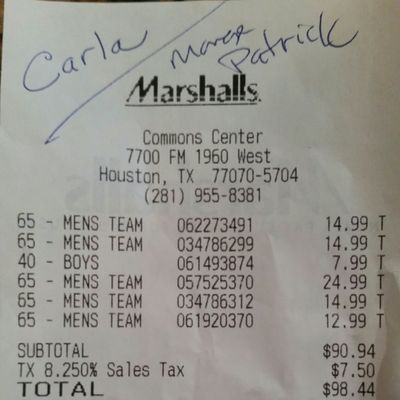 Carla
Patrick
Marshalls.
Commons Center
7700 FM 1960 West
Houston, TX 77070-5704
(281) 955-8381
65 - MENS TEAM 062273491 14.99 T
65 - MENS TEAM 034786299 14.99 T
40 - BOYS 061493874 7.99 T
65 - MENS TEAM 057525370 24.99 T
65 - MENS TEAM 034786312 14.99 T
65 - MENS TEAM 061920370 12.99 T
SUBTOTAL $90.94
TX 8.250% Sales Tax $7.50
TOTAL $98.44